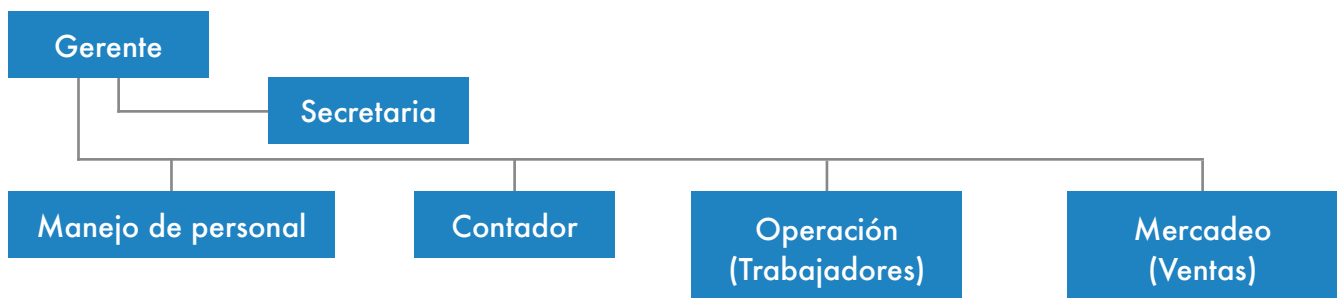 Gerente
Secretaria
Manejo de personal
Contador
Operación
(Trabajadores)
Mercadeo
(Ventas)